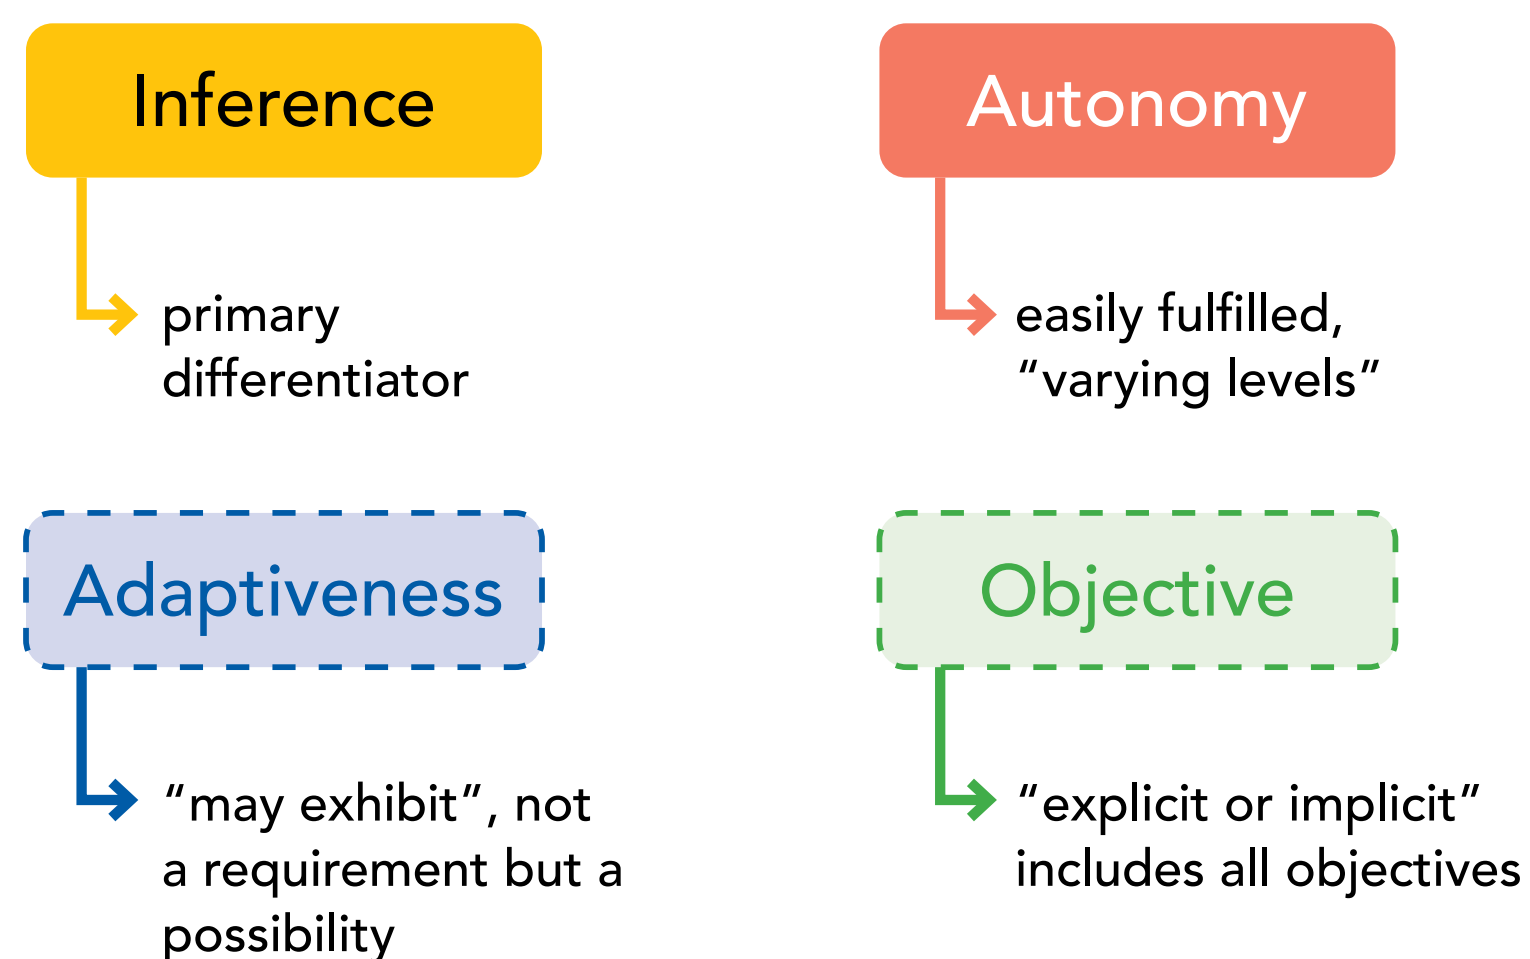 Inference
primary
differentiator
Autonomy
easily fulfilled,
“varying levels”
Adaptiveness
“may exhibit”, not
a requirement but a
possibility
Objective
“explicit or implicit”
includes all objectives